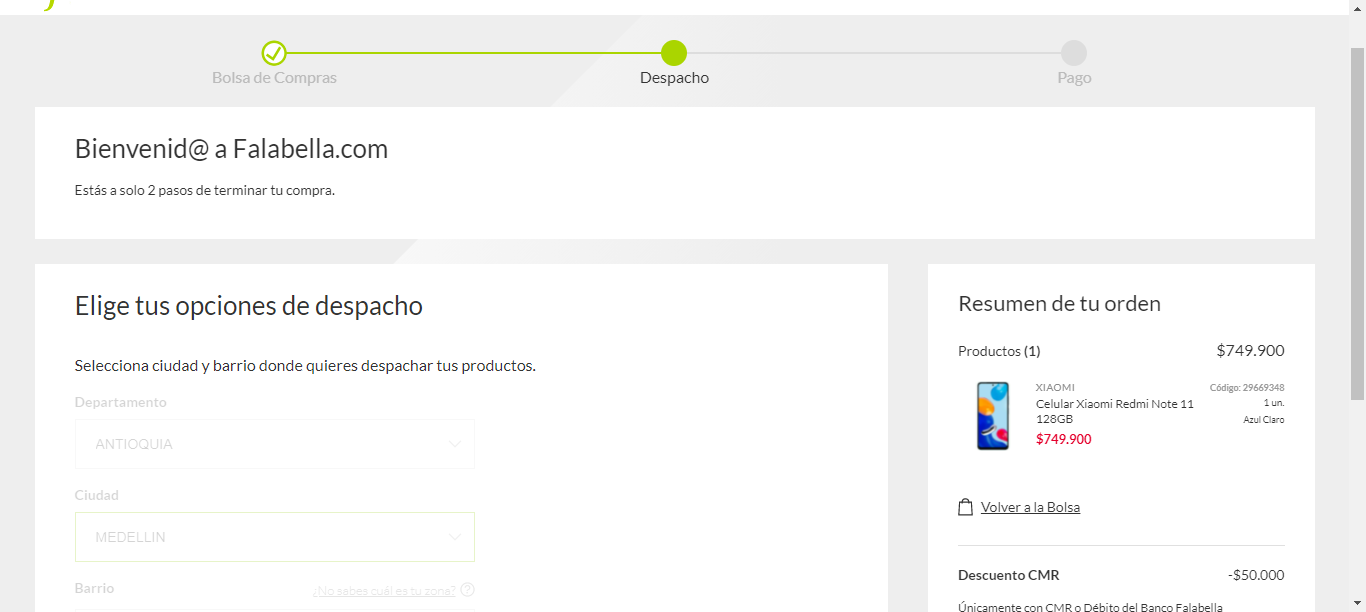 Bolsa de Compras
Despacho
Pago
Bienvenid@ a Falabella.com
Estás a solo 2 pasos de terminar tu compra.
Elige tus opciones de despacho
Selecciona ciudad y barrio donde quieres despachar tus productos.
Departamento
ANTIOQUIA
Ciudad
MEDELLIN
Barrio
¿No sabes cuál es tu zona? ?
Resumen de tu orden
Productos (1) $749.900
XIAOMI Código: 29669348
Celular Xiaomi Redmi Note 11 1 un.
128GB Azul Claro
$749.900
Volver a la Bolsa
Descuento CMR -$50.000
Únicamente con CMR o Débito del Banco Falabella